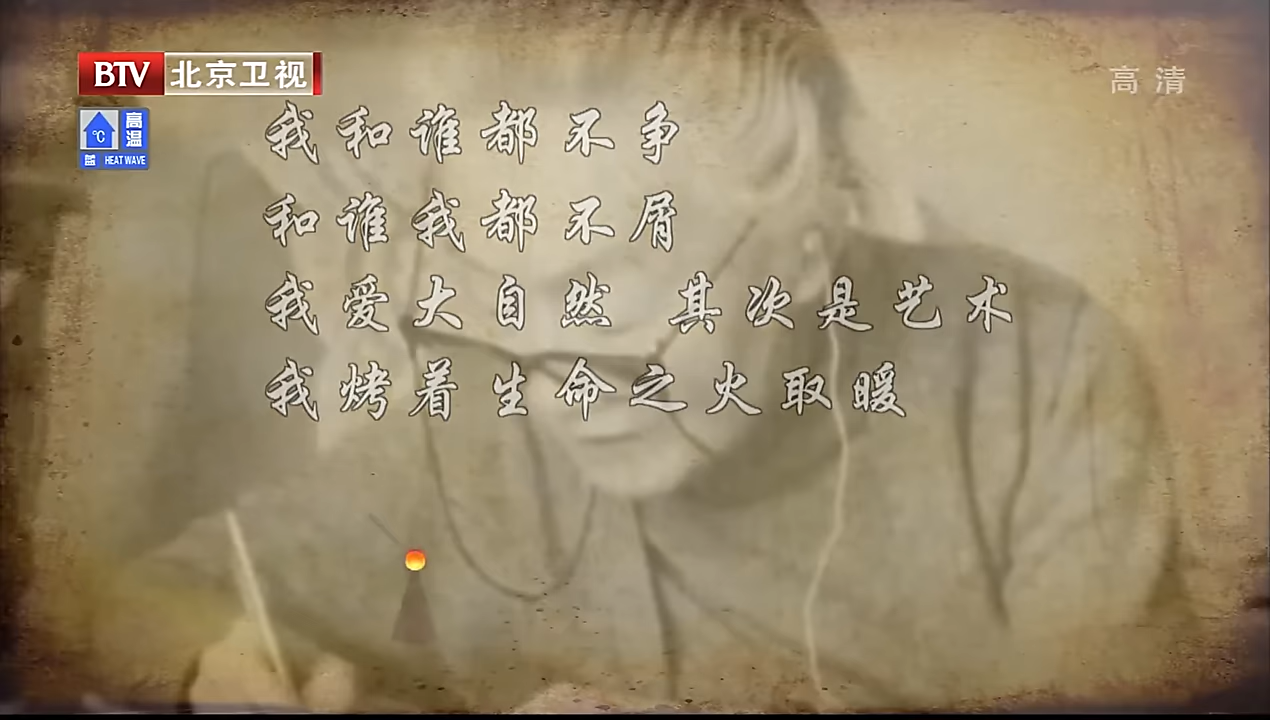 BTV 北京卫视
高清
℃ 高温
蓝 HEAT WAVE
我和谁都不争
和谁我都不屑
我爱大自然 其次是艺术
我烤着生命之火取暖